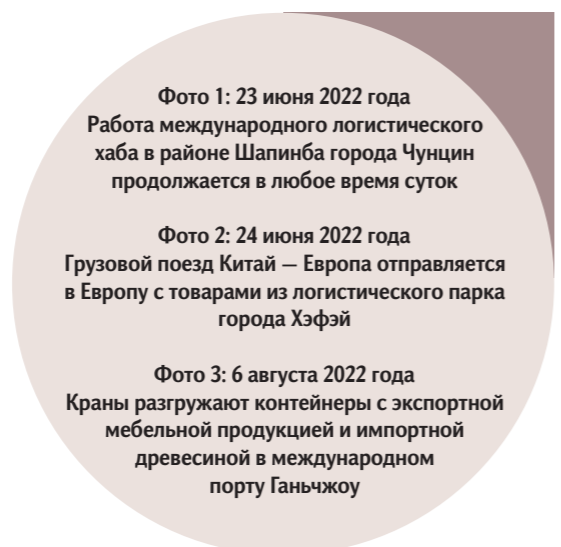 Фото 1: 23 июня 2022 года
Работа международного логистического
хаба в районе Шапинба города Чунцин
продолжается в любое время суток
Фото 2: 24 июня 2022 года
Грузовой поезд Китай — Европа отправляется
в Европу с товарами из логистического парка
города Хэфэй
Фото 3: 6 августа 2022 года
Краны разгружают контейнеры с экспортной
мебельной продукцией и импортной
древесиной в международном
порту Ганьчжоу